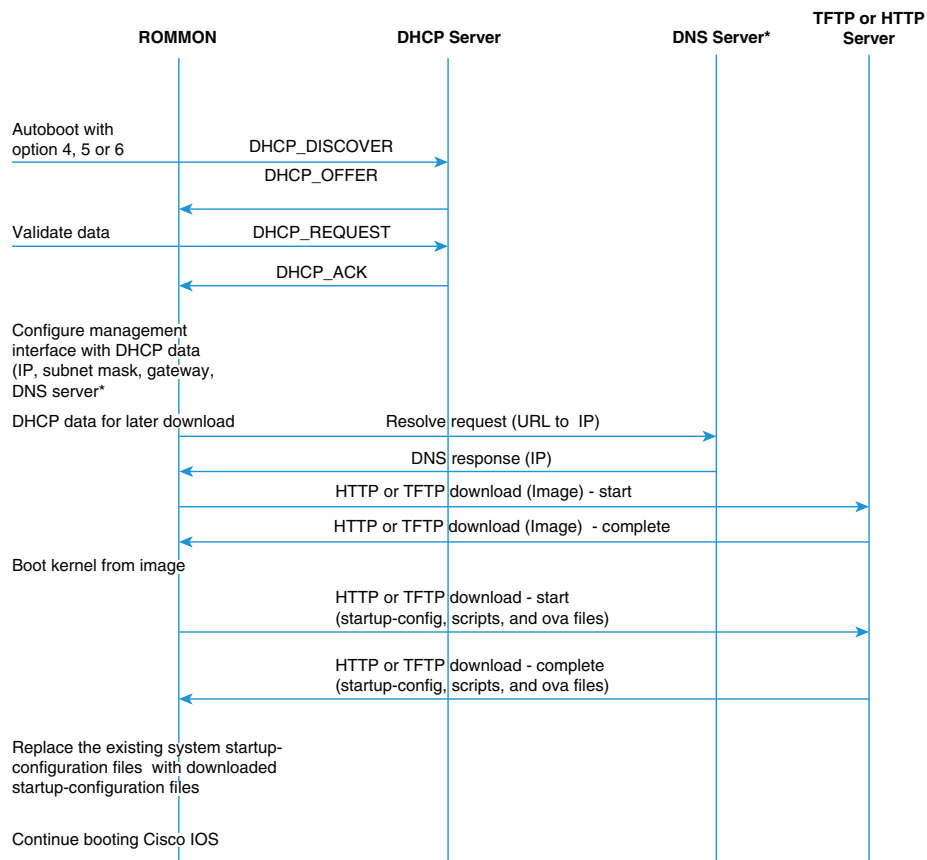 TFTP or HTTP
Server
ROMMON
DHCP Server
DNS Server*
Autoboot with
option 4, 5 or 6
DHCP_DISCOVER
DHCP_OFFER
Validate data
DHCP_REQUEST
DHCP_ACK
Configure management
interface with DHCP data
(IP, subnet mask, gateway,
DNS server*
DHCP data for later download
Resolve request (URL to IP)
DNS response (IP)
HTTP or TFTP download (Image) - start
HTTP or TFTP download (Image) - complete
Boot kernel from image
HTTP or TFTP download - start
(startup-config, scripts, and ova files)
HTTP or TFTP download - complete
(startup-config, scripts, and ova files)
Replace the existing system startup-
configuration files with downloaded
startup-configuration files
Continue booting Cisco IOS